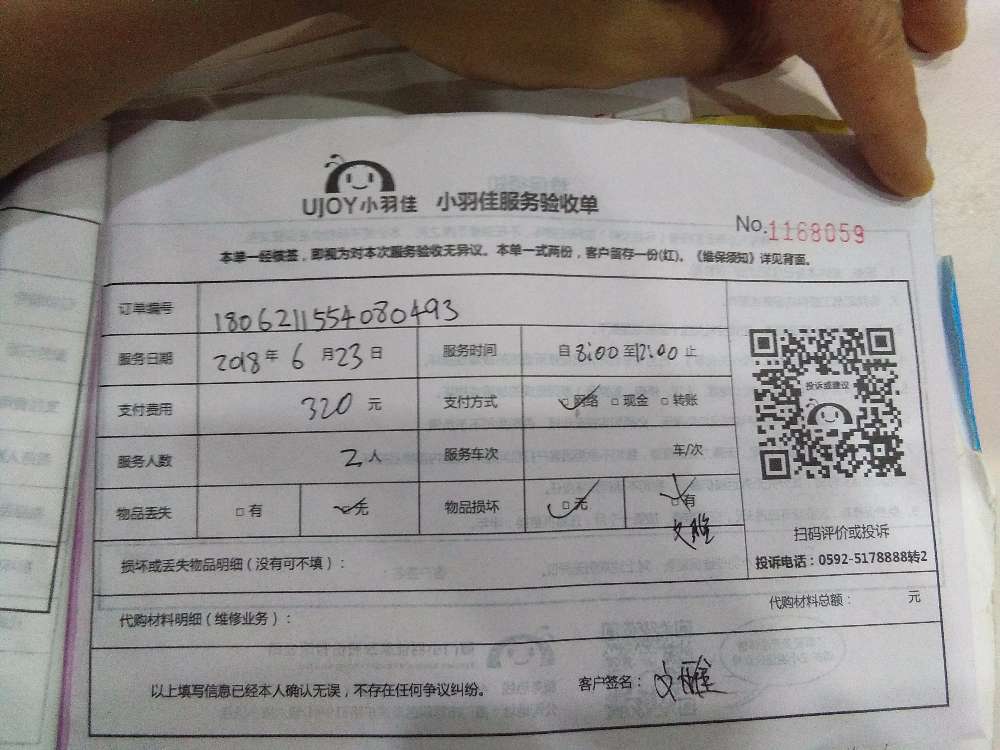 UJOY小羽佳 小羽佳服务验收单
No.1168059
本单一经核签，即视为对本次服务验收无异议。本单一式两份，客户留存一份(红)。《维保须知》详见背面。
订单编号 1806211554080493
服务日期 2018年 6 月23日 服务时间 自8:00至12:00止
支付费用 320 元 支付方式 ☑网络 □现金 □转账
服务人数 2人 服务车次 车/次
物品丢失 □有 ☑无 物品损坏 ☑无 ☑有
投诉或建议
扫码评价或投诉
投诉电话：0592-5178888转2
损坏或丢失物品明细（没有可不填）：
代购材料明细（维修业务）： 代购材料总额： 元
以上填写信息已经本人确认无误，不存在任何争议纠纷。 客户签名：